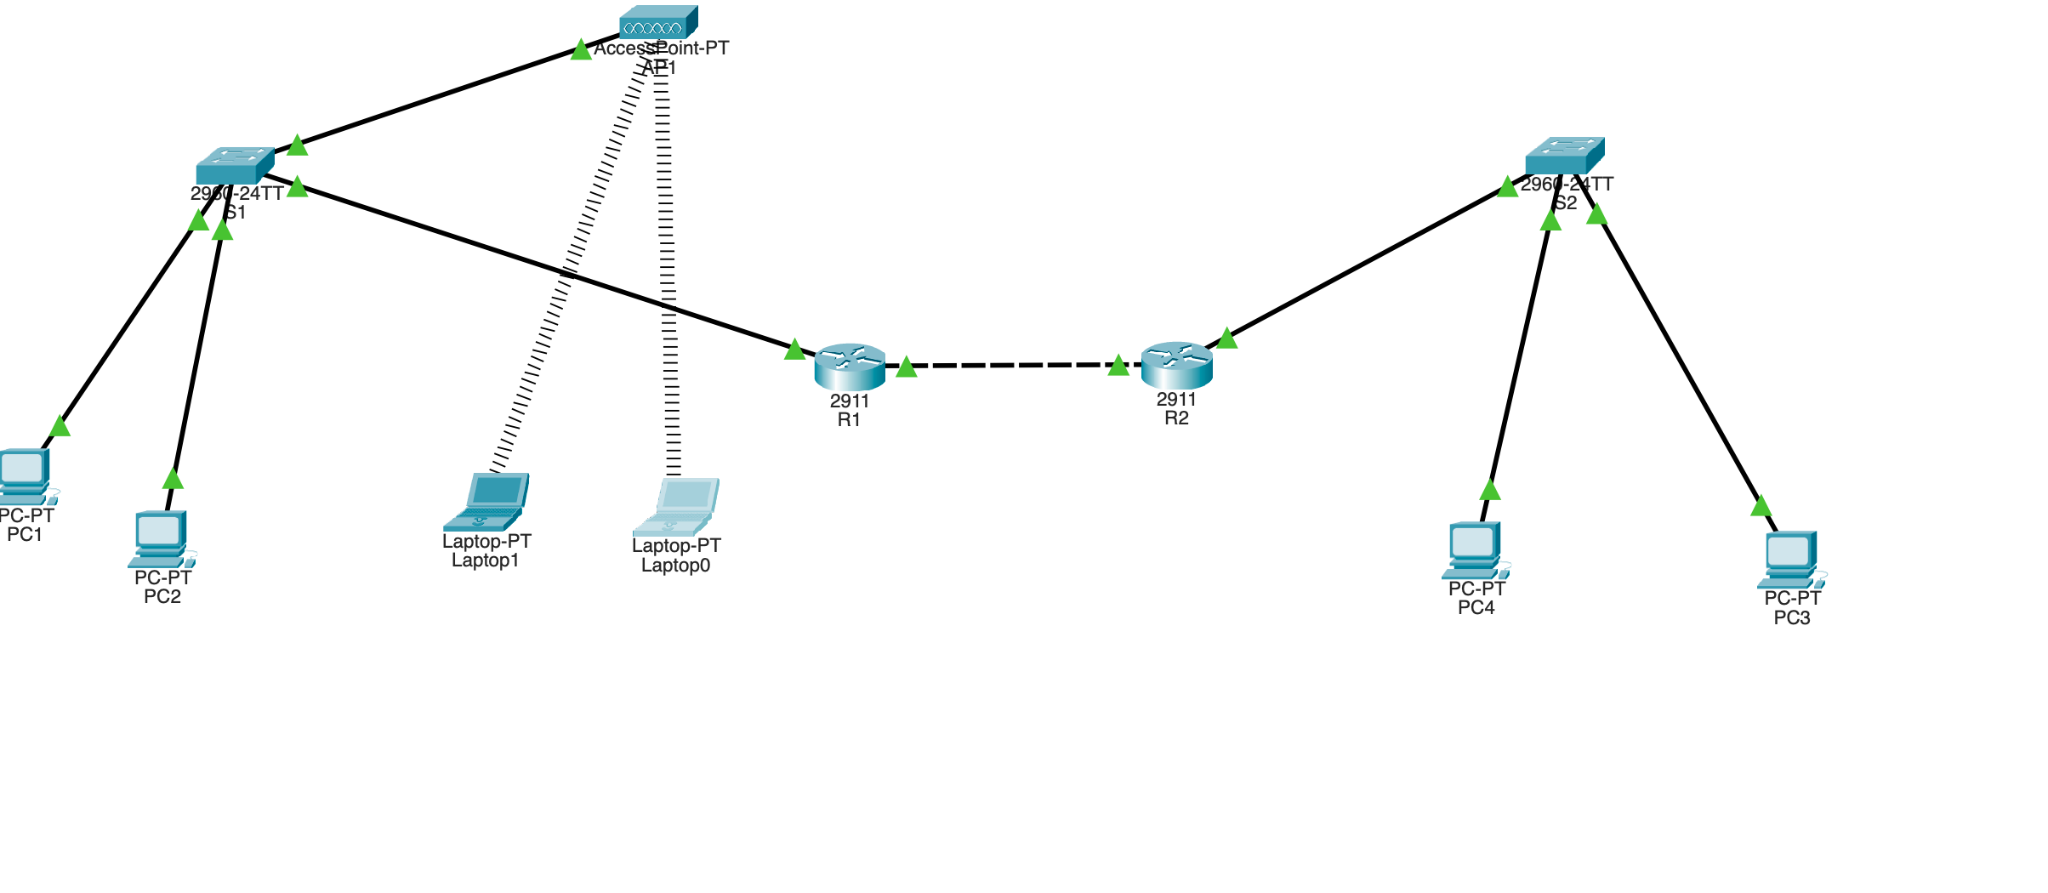 AccessPoint-PT
AP1
2960-24TT
S1
2960-24TT
S2
2911
R1
2911
R2
PC-PT
PC1
PC-PT
PC2
Laptop-PT
Laptop1
Laptop-PT
Laptop0
PC-PT
PC4
PC-PT
PC3